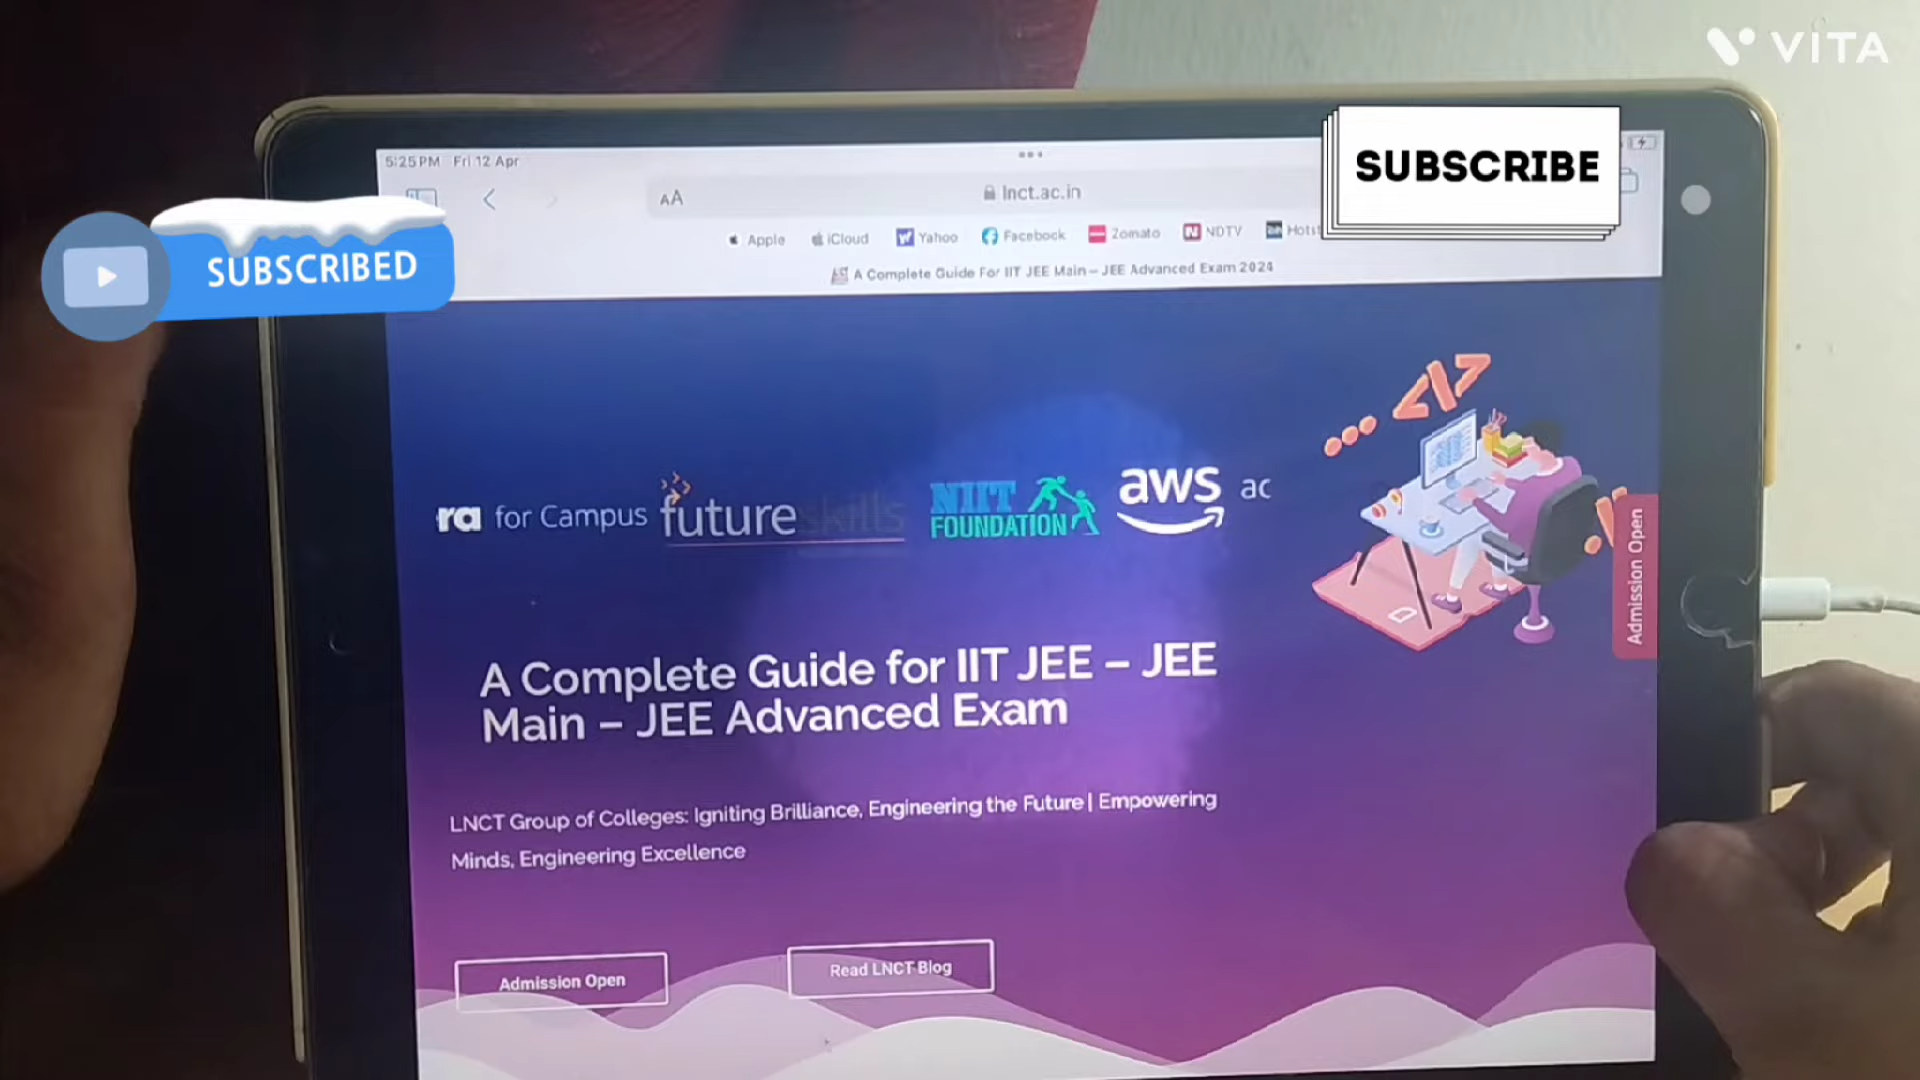 VITA
SUBSCRIBE
5:25 PM Fri 12 Apr
AA
lnct.ac.in
Apple iCloud Yahoo Facebook Zomato NDTV Hots
SUBSCRIBED
A Complete Guide For IIT JEE Main – JEE Advanced Exam 2024
ra for Campus futureskills NIIT FOUNDATION aws ac
Admission Open
A Complete Guide for IIT JEE – JEE
Main – JEE Advanced Exam
LNCT Group of Colleges: Igniting Brilliance, Engineering the Future | Empowering
Minds, Engineering Excellence
Admission Open
Read LNCT Blog